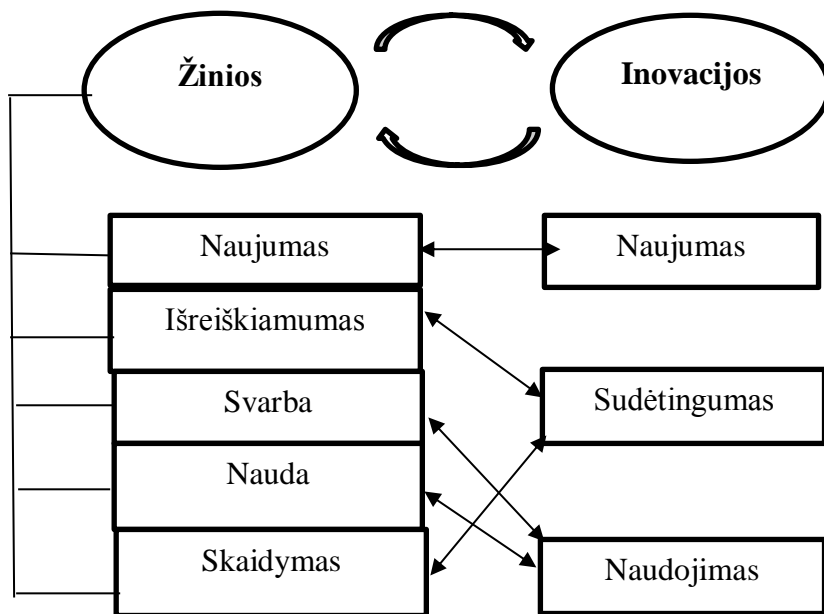 Žinios
Inovacijos
Naujumas
Naujumas
Išreiškiamumas
Svarba
Sudėtingumas
Nauda
Skaidymas
Naudojimas